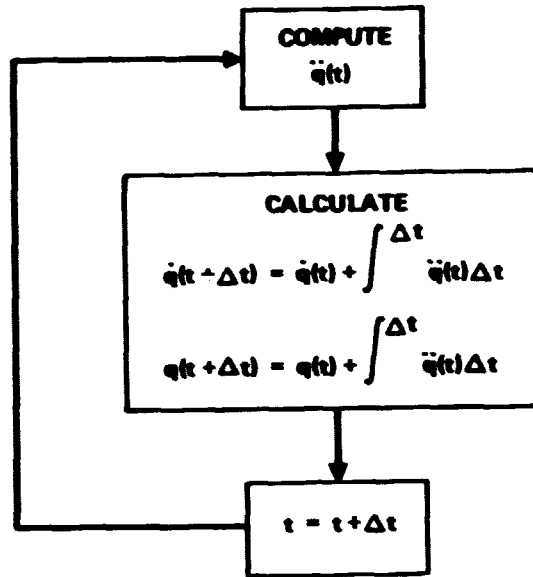 COMPUTE
q̈(t)
CALCULATE
q̇(t - Δt) = q̇(t) + ∫^Δt q̈(t)Δt
q(t + Δt) = q(t) + ∫^Δt q̈(t)Δt
t = t + Δt